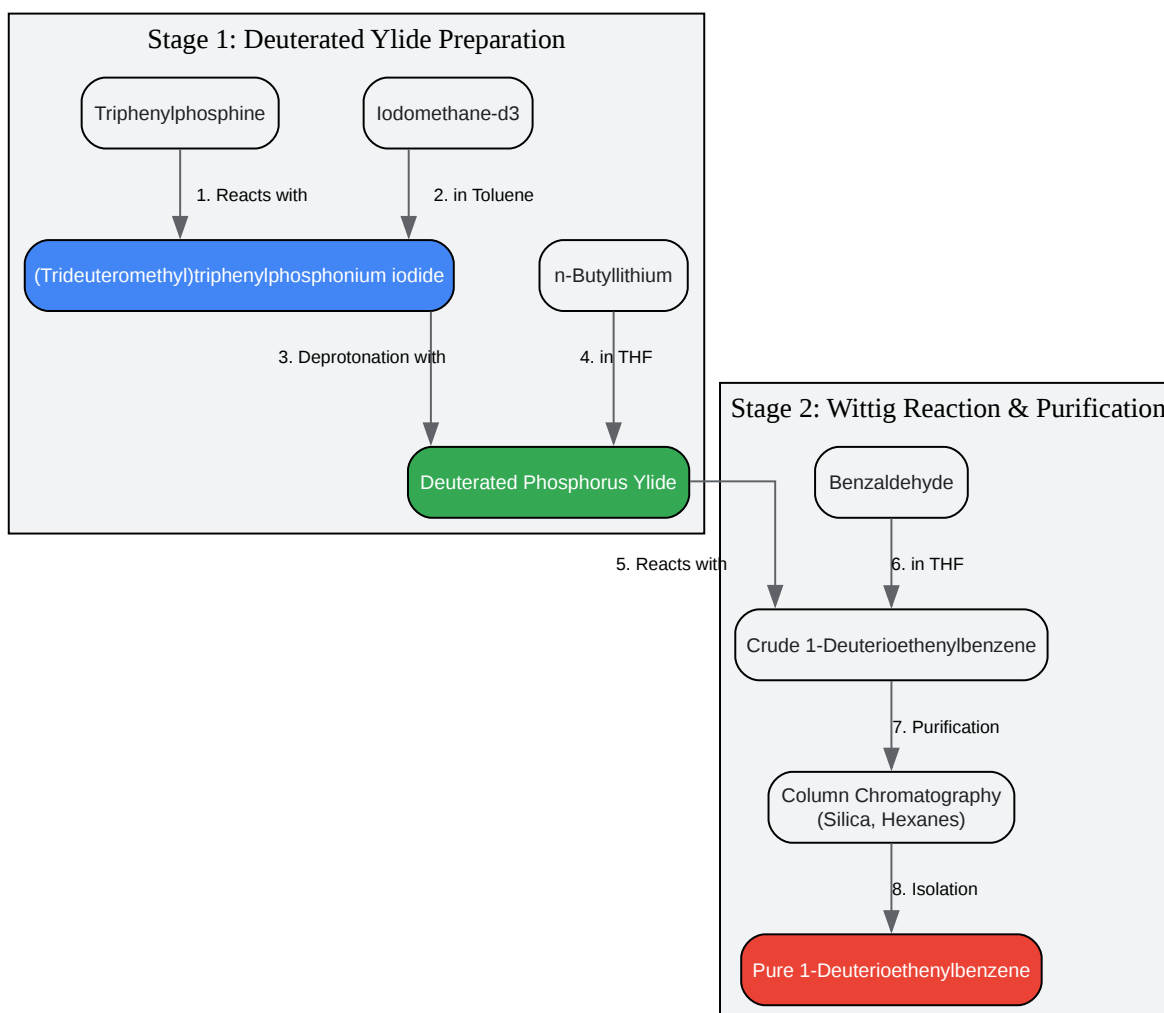 Stage 1: Deuterated Ylide Preparation
Triphenylphosphine
Iodomethane-d3
1. Reacts with
2. in Toluene
(Trideuteromethyl)triphenylphosphonium iodide
n-Butyllithium
3. Deprotonation with
4. in THF
Deuterated Phosphorus Ylide
Stage 2: Wittig Reaction & Purification
Benzaldehyde
5. Reacts with
6. in THF
Crude 1-Deuterioethenylbenzene
7. Purification
Column Chromatography
(Silica, Hexanes)
8. Isolation
Pure 1-Deuterioethenylbenzene